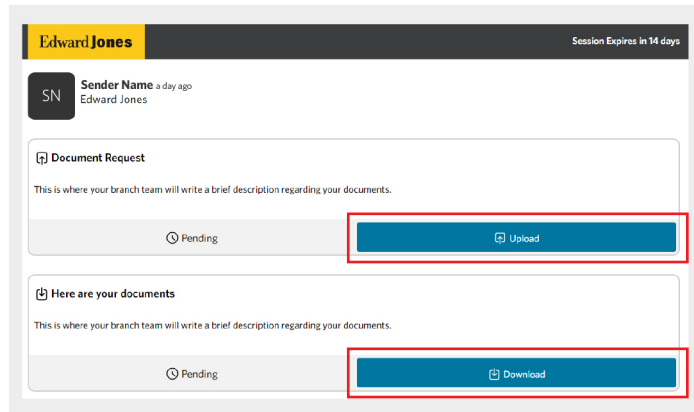 Edward Jones
Session Expires in 14 days
SN
Sender Name a day ago
Edward Jones
Document Request
This is where your branch team will write a brief description regarding your documents.
Pending
Upload
Here are your documents
This is where your branch team will write a brief description regarding your documents.
Pending
Download